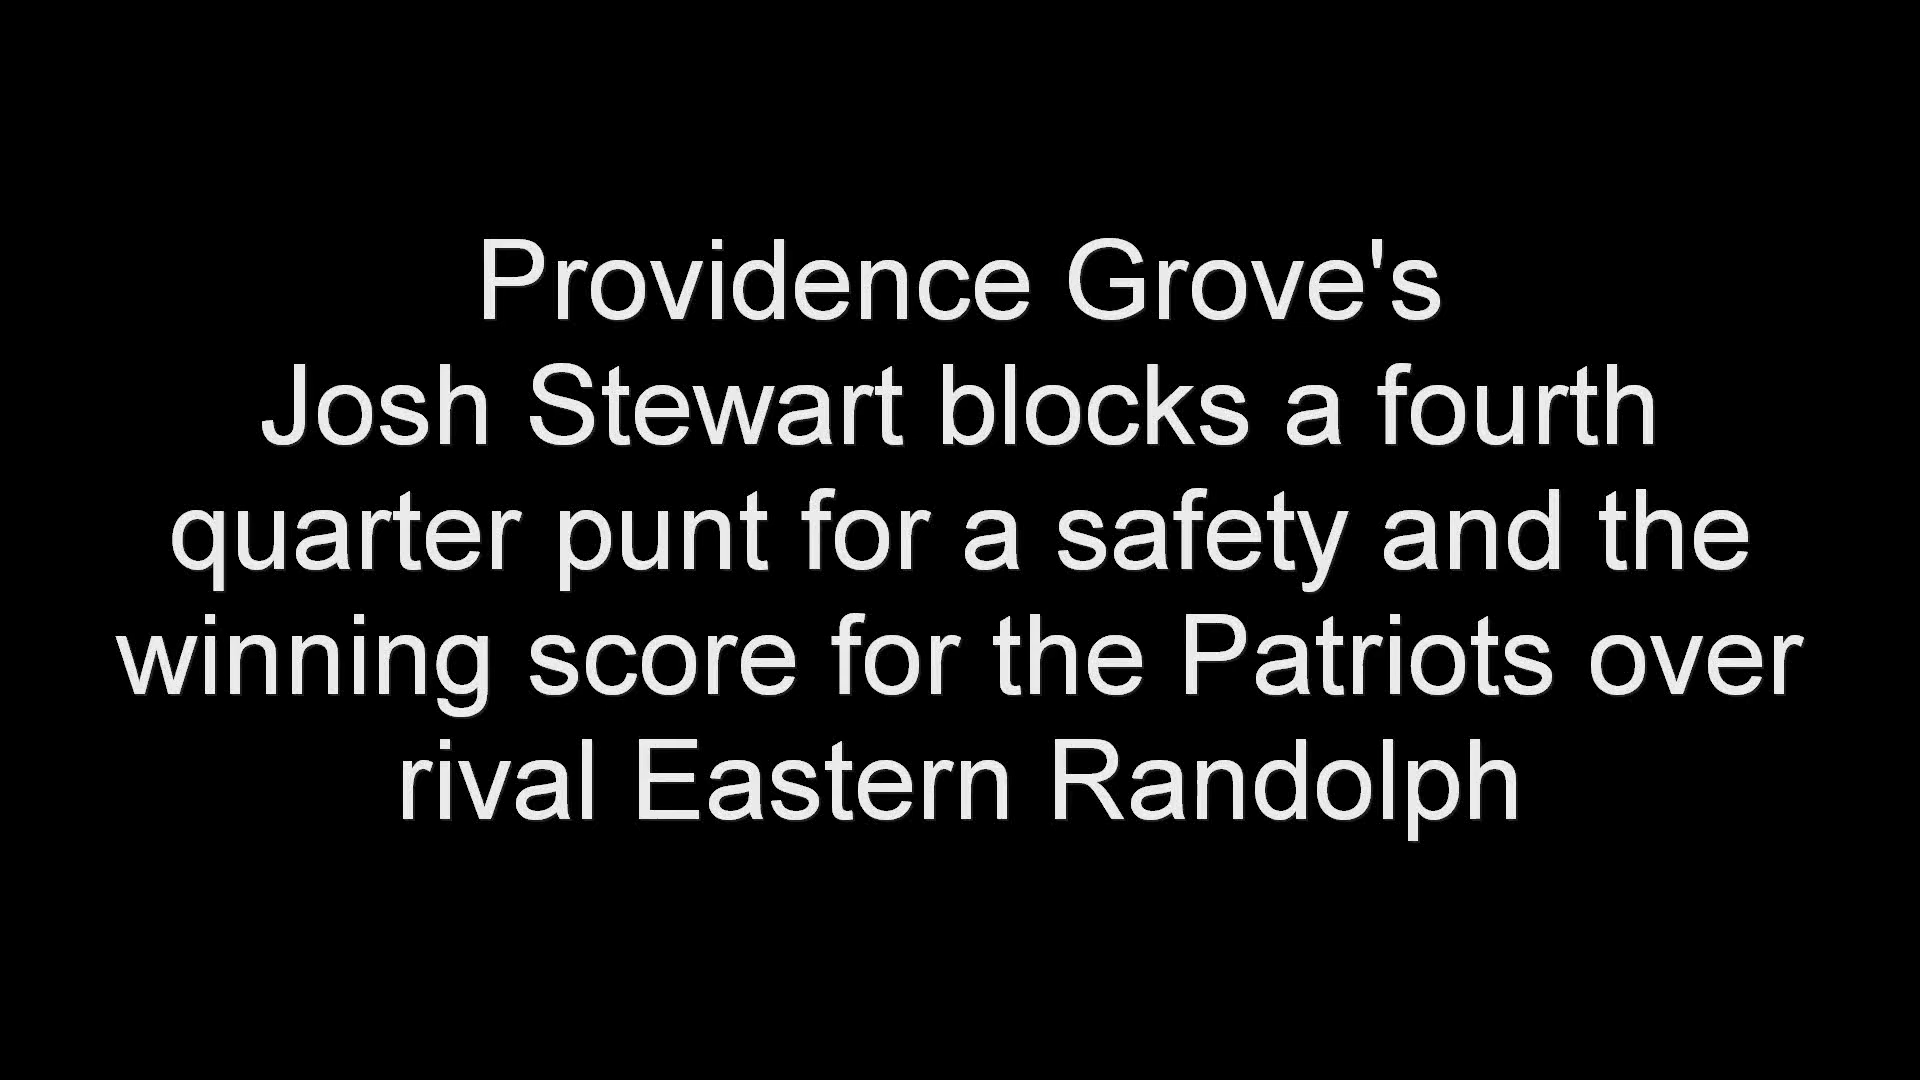 Providence Grove's
Josh Stewart blocks a fourth
quarter punt for a safety and the
winning score for the Patriots over
rival Eastern Randolph